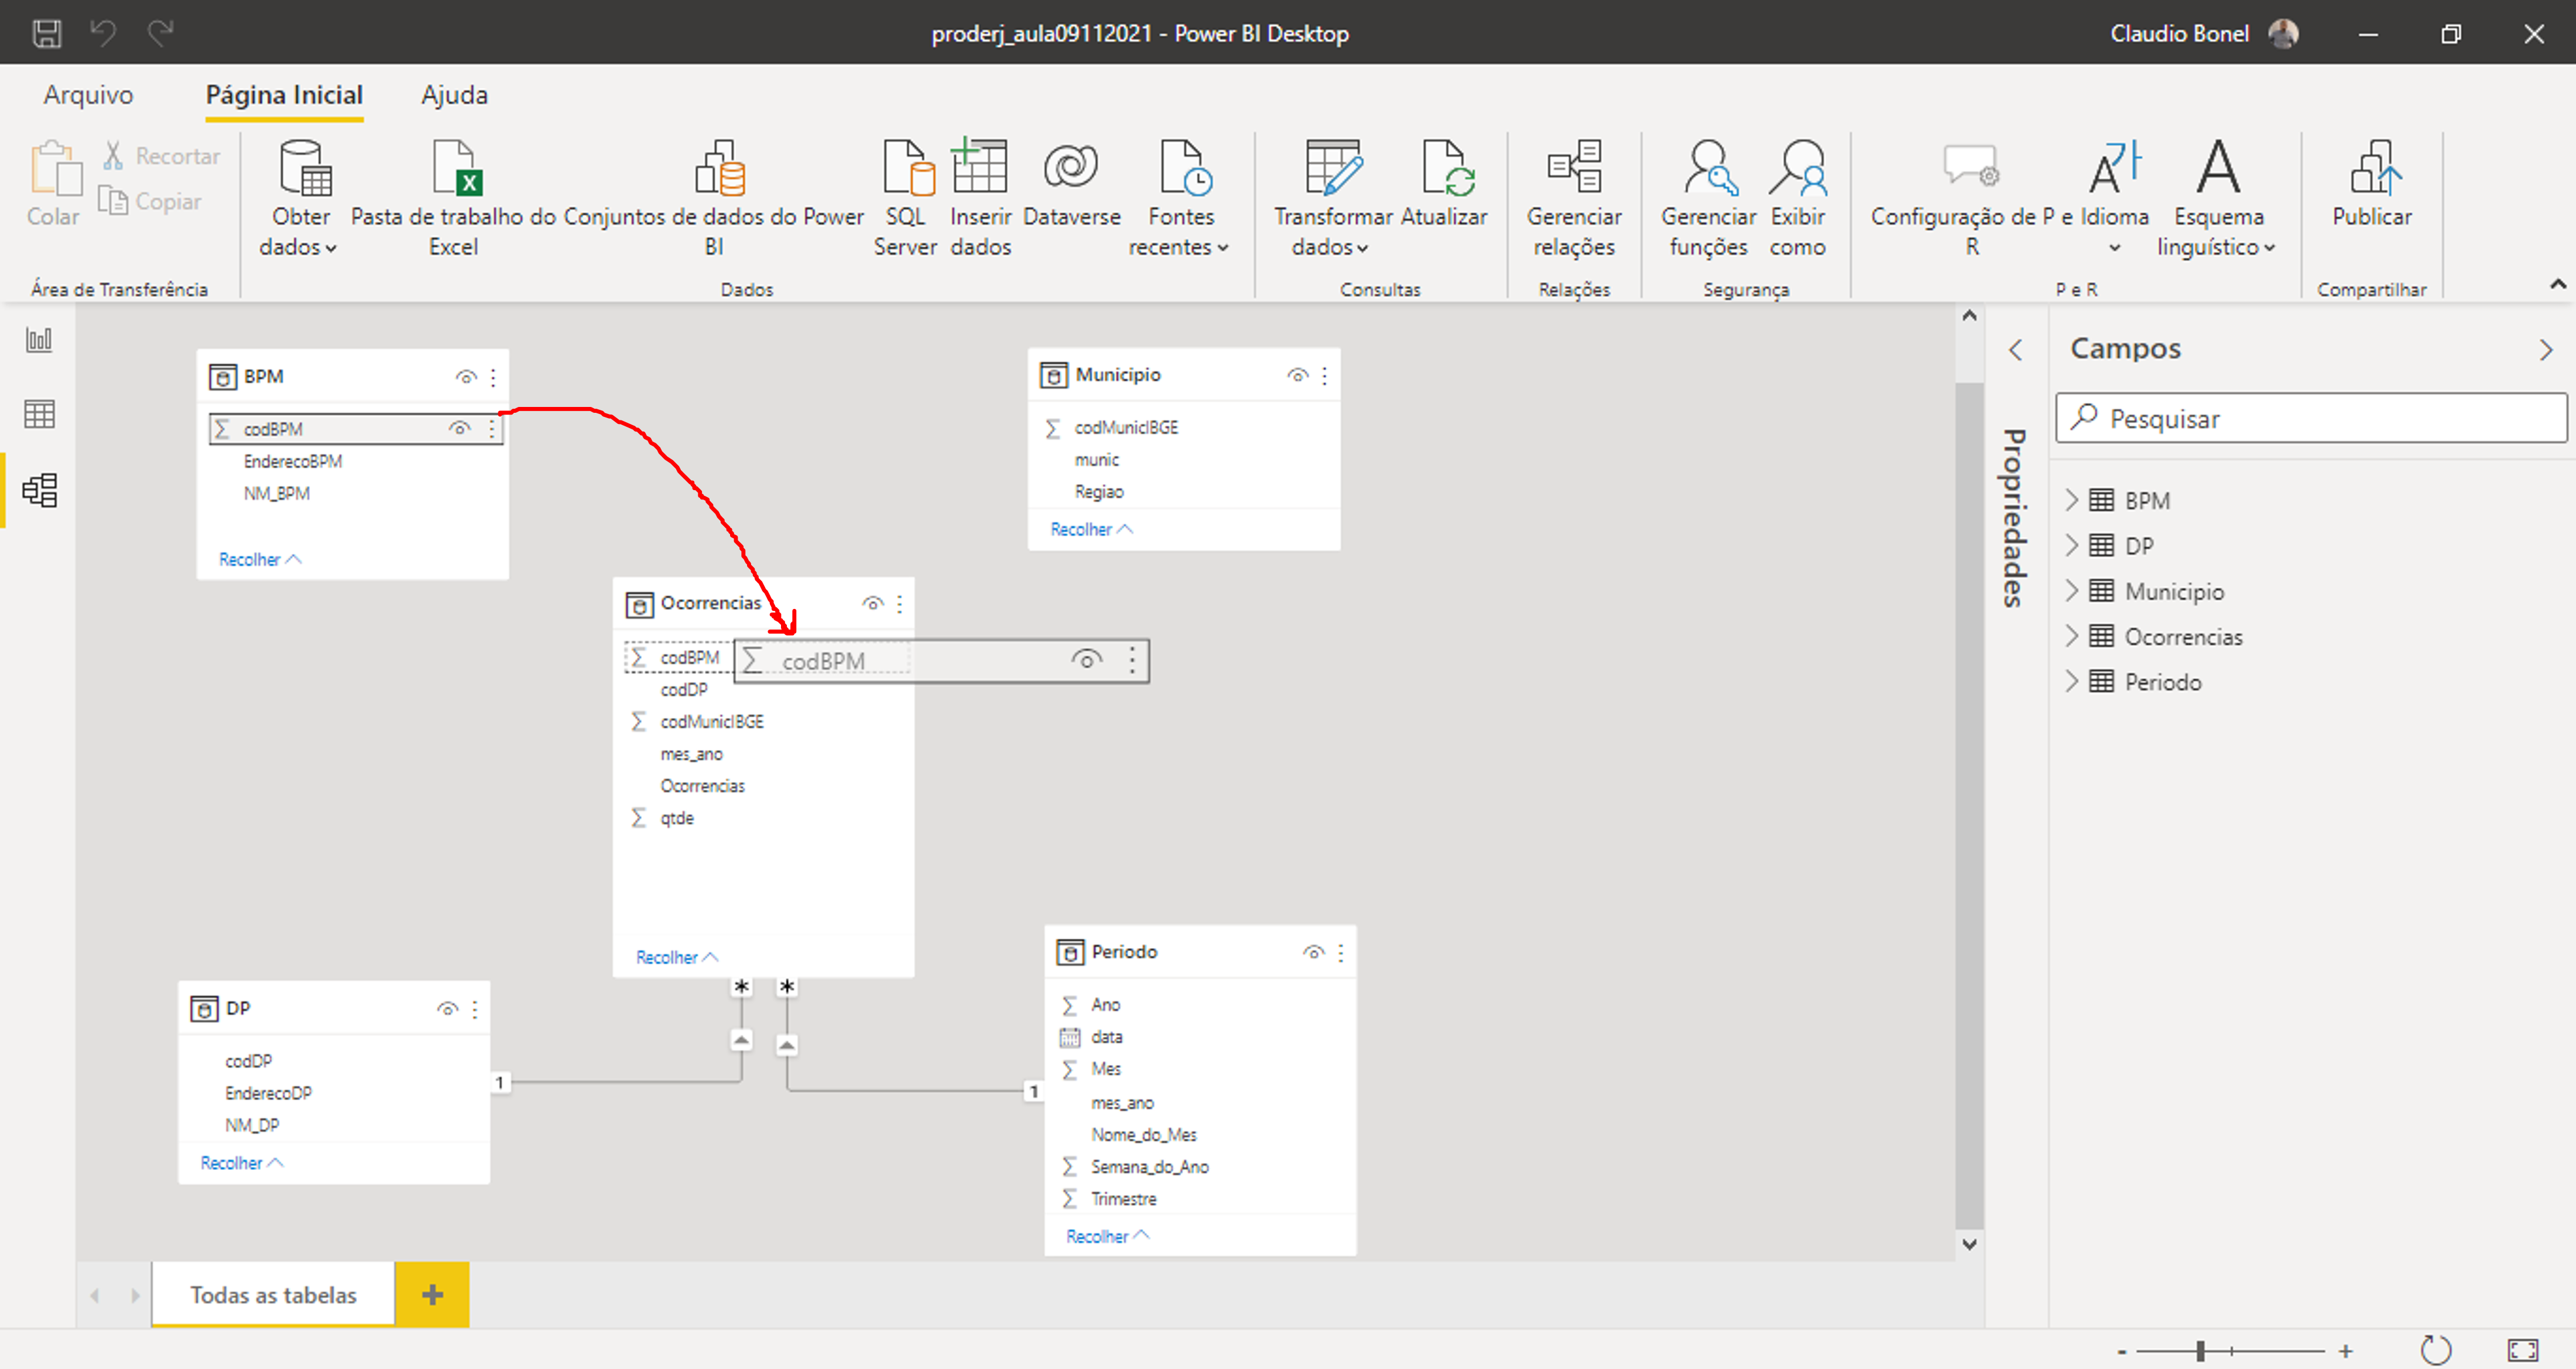 proderj_aula09112021 - Power BI Desktop
Claudio Bonel
Arquivo
Página Inicial
Ajuda
Colar
Recortar
Copiar
Área de Transferência
Obter
dados
Pasta de trabalho do
Excel
Conjuntos de dados do Power
BI
SQL
Server
Inserir
dados
Dataverse
Fontes
recentes
Dados
Transformar
dados
Atualizar
Consultas
Gerenciar
relações
Relações
Gerenciar
funções
Exibir
como
Segurança
Configuração de P e
R
Idioma
Esquema
linguístico
P e R
Publicar
Compartilhar
BPM
codBPM
EnderecoBPM
NM_BPM
Recolher
Municipio
codMunicIBGE
munic
Regiao
Recolher
Ocorrencias
codBPM
codBPM
codDP
codMunicIBGE
mes_ano
Ocorrencias
qtde
Recolher
* *
DP
codDP
EnderecoDP
NM_DP
Recolher
1
1
Periodo
Ano
data
Mes
mes_ano
Nome_do_Mes
Semana_do_Ano
Trimestre
Recolher
Propriedades
Campos
Pesquisar
BPM
DP
Municipio
Ocorrencias
Periodo
Todas as tabelas
+
- +